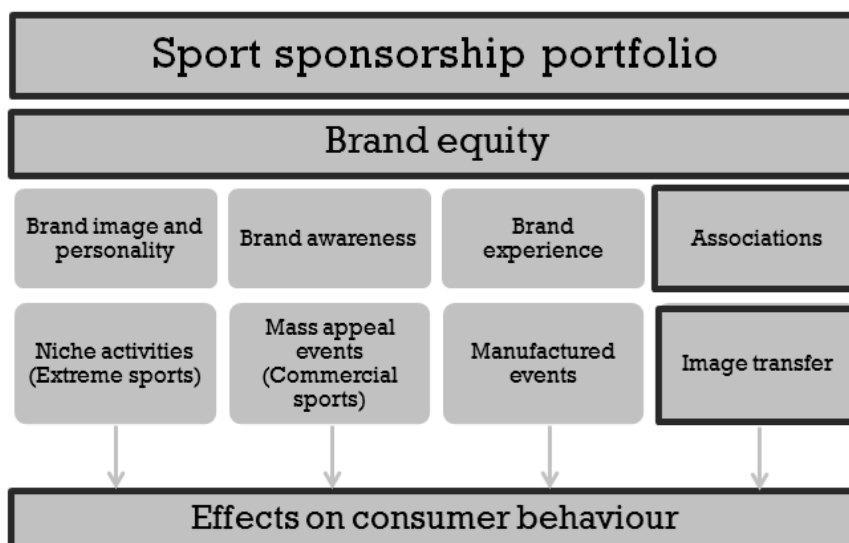 Sport sponsorship portfolio
Brand equity
Brand image and
personality
Brand awareness
Brand
experience
Associations
Niche activities
(Extreme sports)
Mass appeal
events
(Commercial
sports)
Manufactured
events
Image transfer
Effects on consumer behaviour